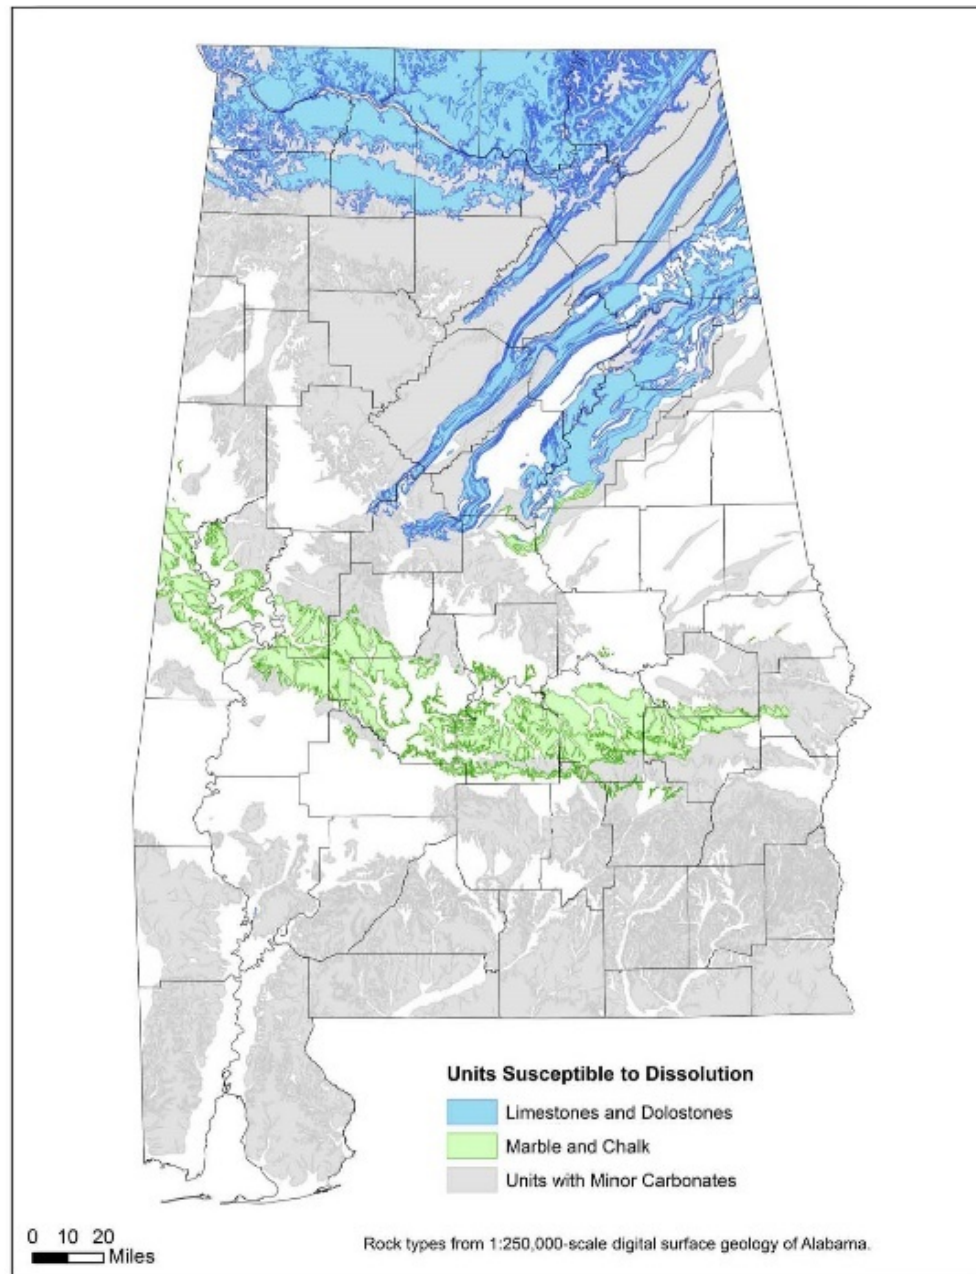 Units Susceptible to Dissolution
Limestones and Dolostones
Marble and Chalk
Units with Minor Carbonates
0 10 20
Miles
Rock types from 1:250,000-scale digital surface geology of Alabama.